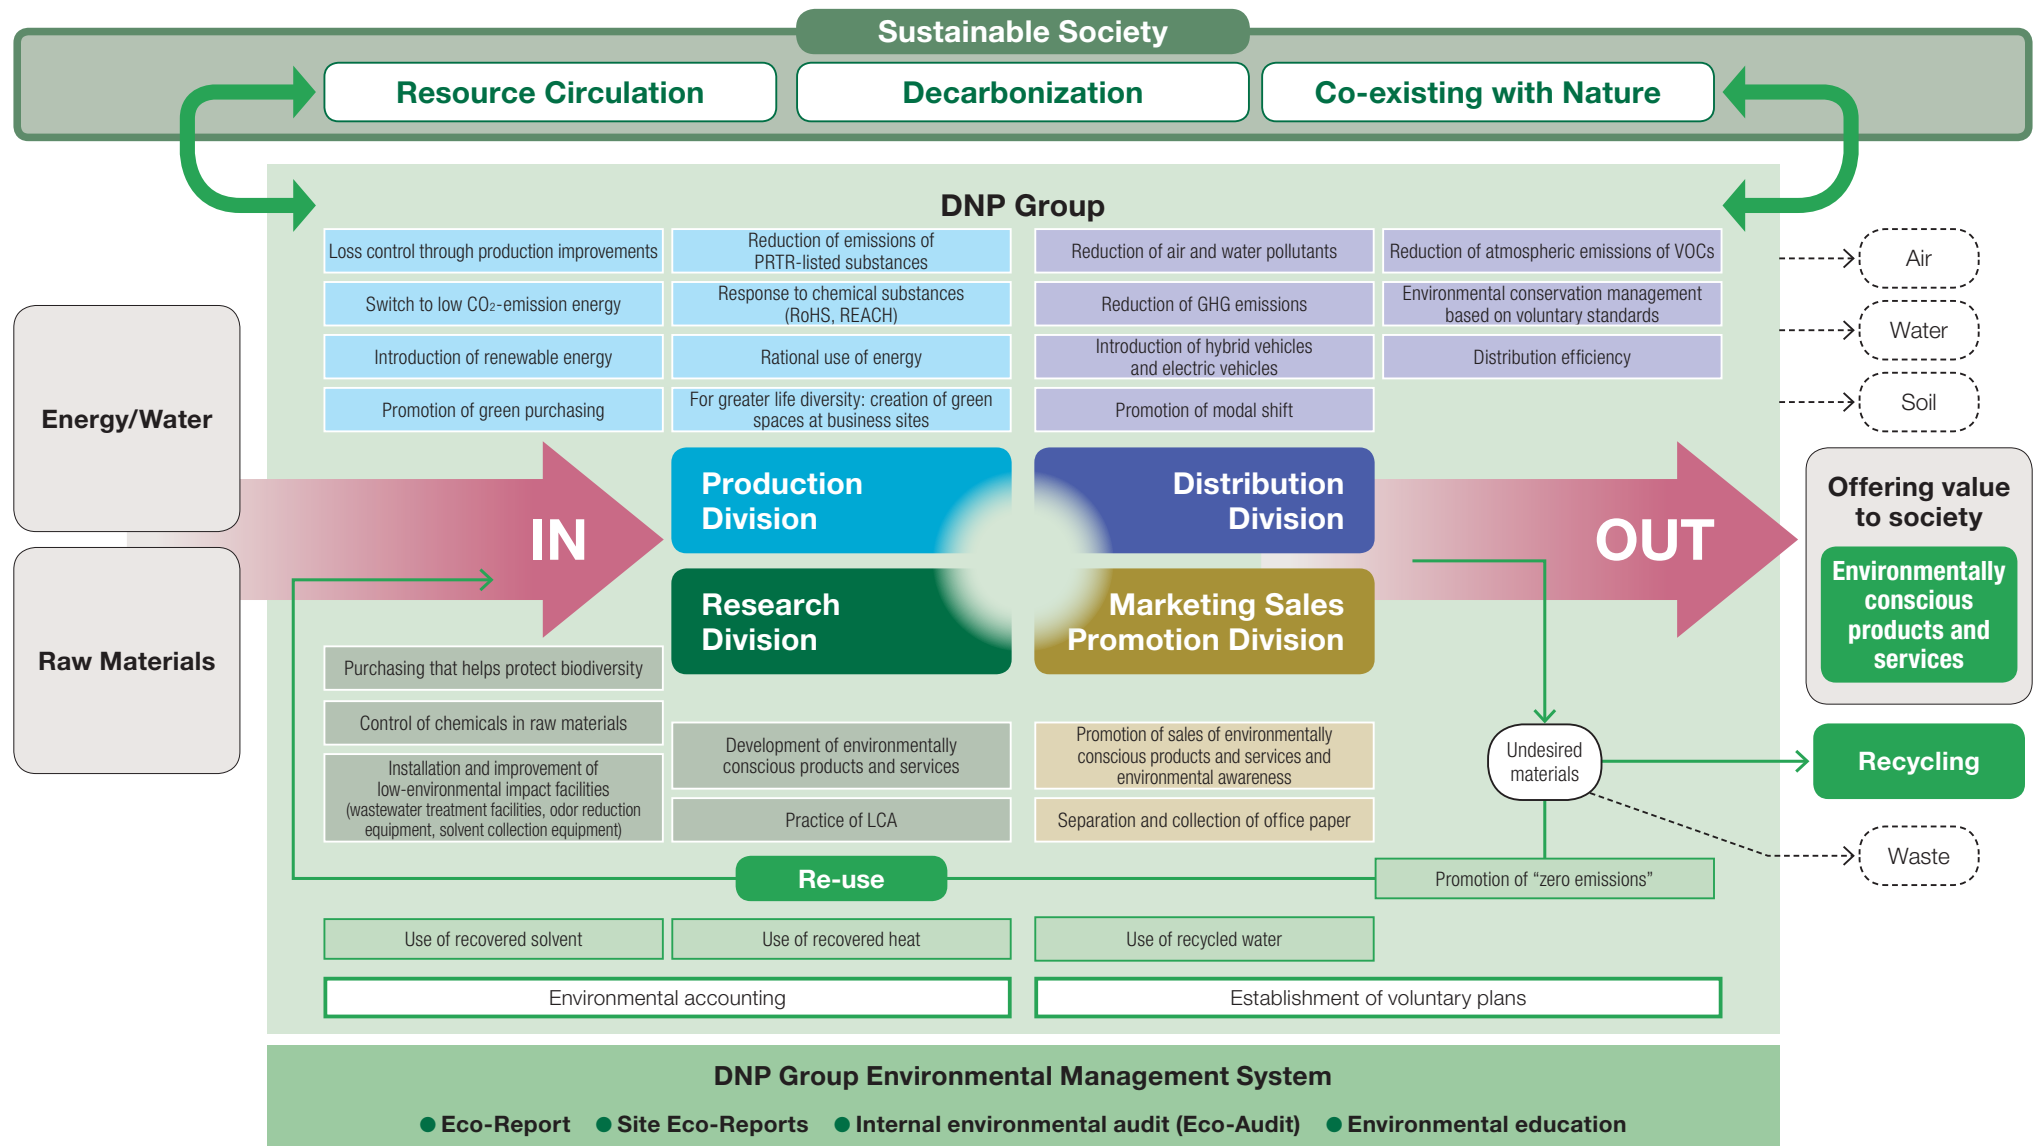 Sustainable Society
Resource Circulation
Decarbonization
Co-existing with Nature
DNP Group
Loss control through production improvements
Reduction of emissions of
PRTR-listed substances
Reduction of air and water pollutants
Reduction of atmospheric emissions of VOCs
Switch to low CO₂-emission energy
Response to chemical substances
(RoHS, REACH)
Reduction of GHG emissions
Environmental conservation management
based on voluntary standards
Introduction of renewable energy
Rational use of energy
Introduction of hybrid vehicles
and electric vehicles
Distribution efficiency
Promotion of green purchasing
For greater life diversity: creation of green
spaces at business sites
Promotion of modal shift
Air
Water
Soil
Energy/Water
Raw Materials
IN
Production
Division
Distribution
Division
Research
Division
Marketing Sales
Promotion Division
OUT
Offering value
to society
Environmentally
conscious
products and
services
Purchasing that helps protect biodiversity
Control of chemicals in raw materials
Installation and improvement of
low-environmental impact facilities
(wastewater treatment facilities, odor reduction
equipment, solvent collection equipment)
Development of environmentally
conscious products and services
Practice of LCA
Promotion of sales of environmentally
conscious products and services and
environmental awareness
Separation and collection of office paper
Undesired
materials
Recycling
Waste
Re-use
Promotion of “zero emissions”
Use of recovered solvent
Use of recovered heat
Use of recycled water
Environmental accounting
Establishment of voluntary plans
DNP Group Environmental Management System
● Eco-Report ● Site Eco-Reports ● Internal environmental audit (Eco-Audit) ● Environmental education